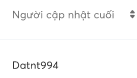 Người cập nhật cuối
Datnt994